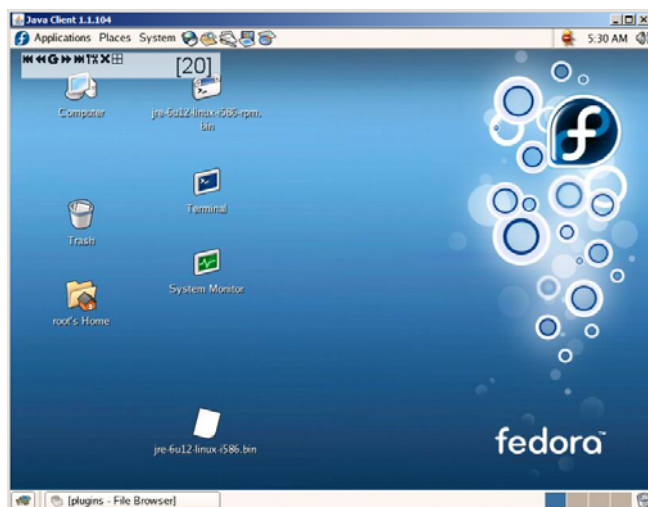 Java Client 1.1.104
Applications Places System
5:30 AM
[20]
Computer
jre-6u12-linux-i586-rpm.
bin
Terminal
Trash
System Monitor
root's Home
jre-6u12-linux-i586.bin
fedora™
[plugins - File Browser]